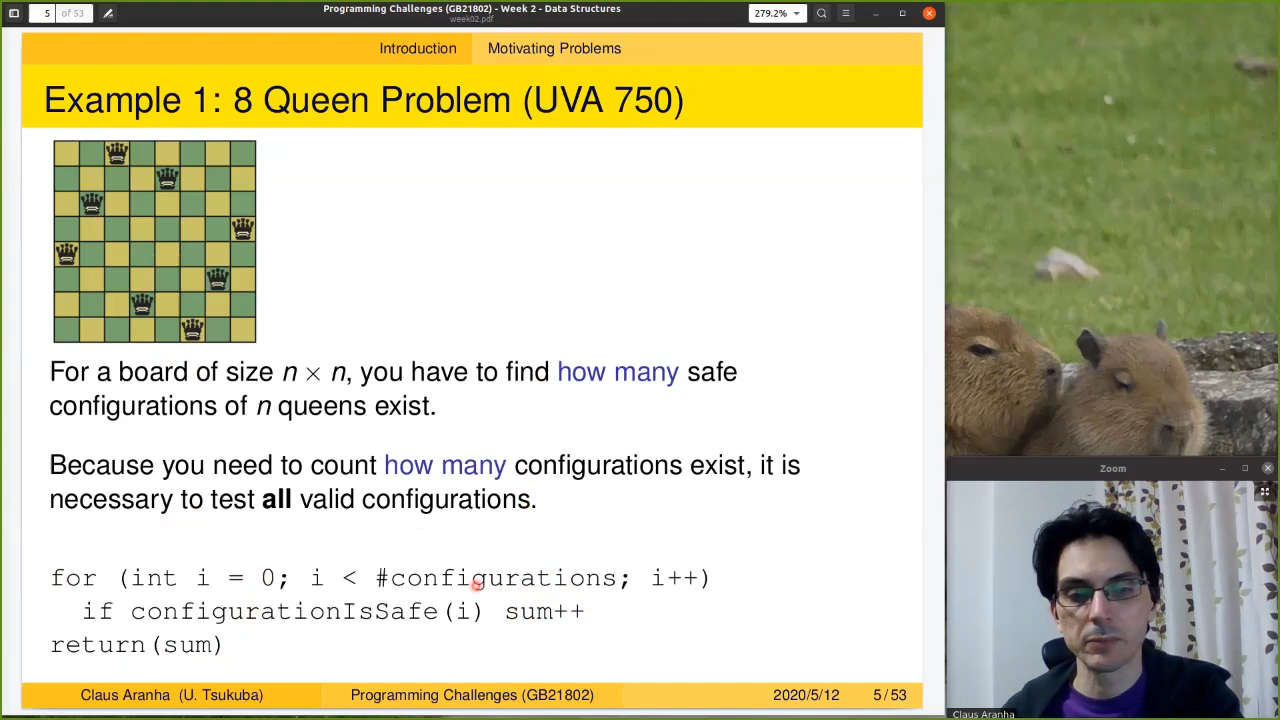 5 of 53
Programming Challenges (GB21802) - Week 2 - Data Structures
week02.pdf
279.2%
Introduction Motivating Problems
Example 1: 8 Queen Problem (UVA 750)
For a board of size n × n, you have to find how many safe
configurations of n queens exist.
Because you need to count how many configurations exist, it is
necessary to test all valid configurations.
for (int i = 0; i < #configurations; i++)
if configurationIsSafe(i) sum++
return(sum)
Claus Aranha (U. Tsukuba) Programming Challenges (GB21802) 2020/5/12 5 / 53
Zoom
Claus Aranha